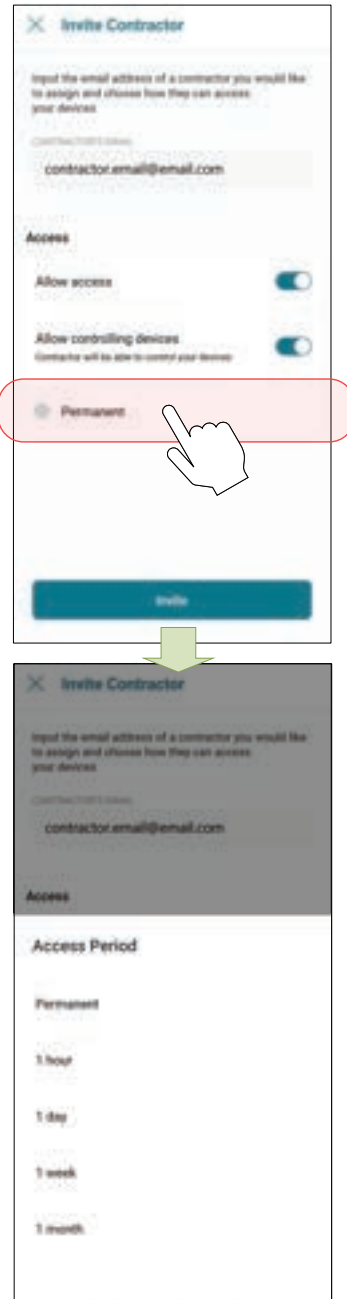 Invite Contractor
Input the email address of a contractor you would like
to assign and choose how they can access
your devices
CONTRACTOR'S EMAIL
contractor.email@email.com
Access
Allow access
Allow controlling devices
Contractor will be able to control your devices
Permanent
Invite
Invite Contractor
Input the email address of a contractor you would like
to assign and choose how they can access
your devices
CONTRACTOR'S EMAIL
contractor.email@email.com
Access
Access Period
Permanent
1 hour
1 day
1 week
1 month